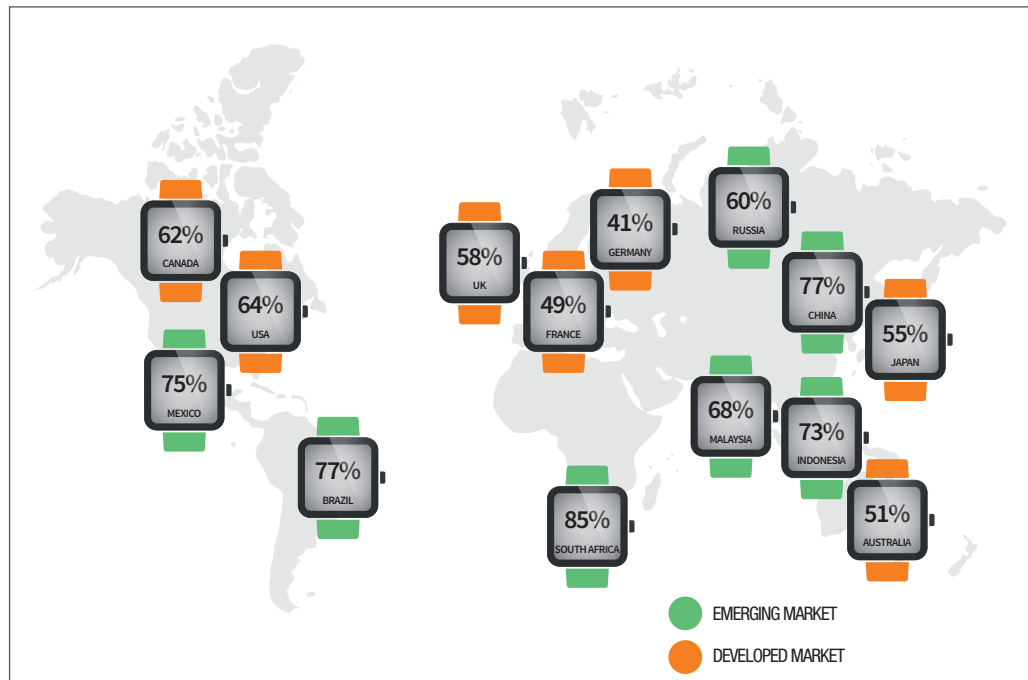 62%
CANADA
64%
USA
75%
MEXICO
77%
BRAZIL
58%
UK
49%
FRANCE
41%
GERMANY
60%
RUSSIA
77%
CHINA
55%
JAPAN
68%
MALAYSIA
73%
INDONESIA
51%
AUSTRALIA
85%
SOUTH AFRICA
EMERGING MARKET
DEVELOPED MARKET